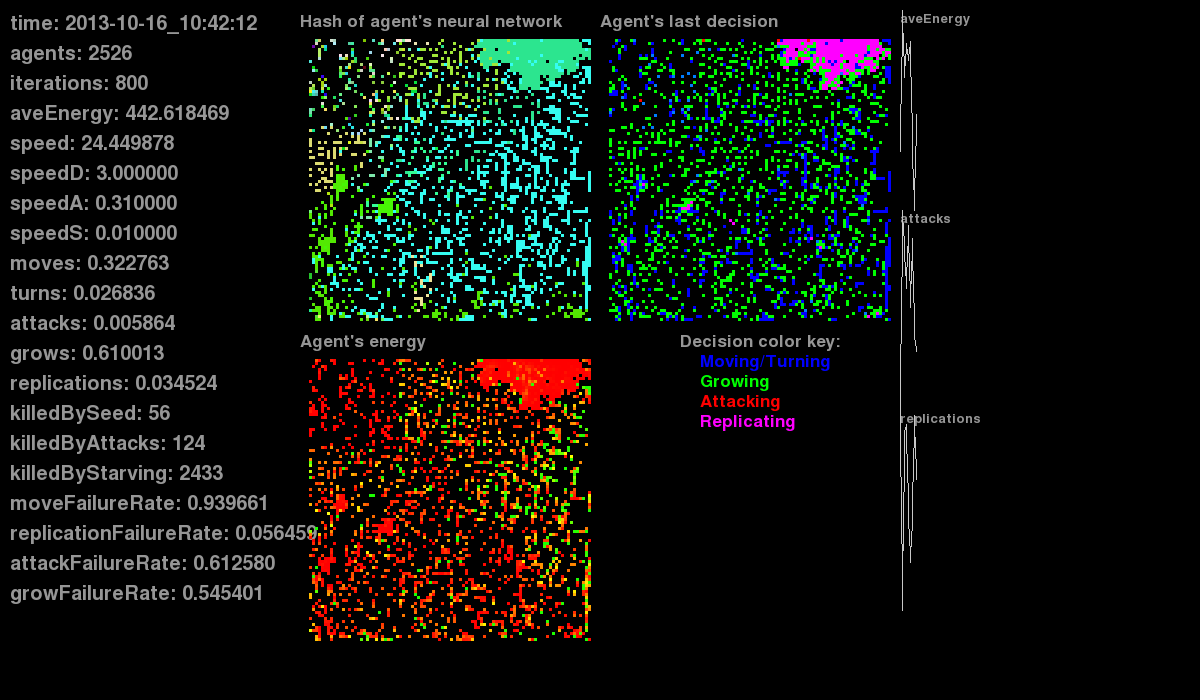 time: 2013-10-16_10:42:12
agents: 2526
iterations: 800
aveEnergy: 442.618469
speed: 24.449878
speedD: 3.000000
speedA: 0.310000
speedS: 0.010000
moves: 0.322763
turns: 0.026836
attacks: 0.005864
grows: 0.610013
replications: 0.034524
killedBySeed: 56
killedByAttacks: 124
killedByStarving: 2433
moveFailureRate: 0.939661
replicationFailureRate: 0.056459
attackFailureRate: 0.612580
growFailureRate: 0.545401
Hash of agent's neural network
Agent's last decision
Agent's energy
Decision color key:
Moving/Turning
Growing
Attacking
Replicating
aveEnergy
attacks
replications